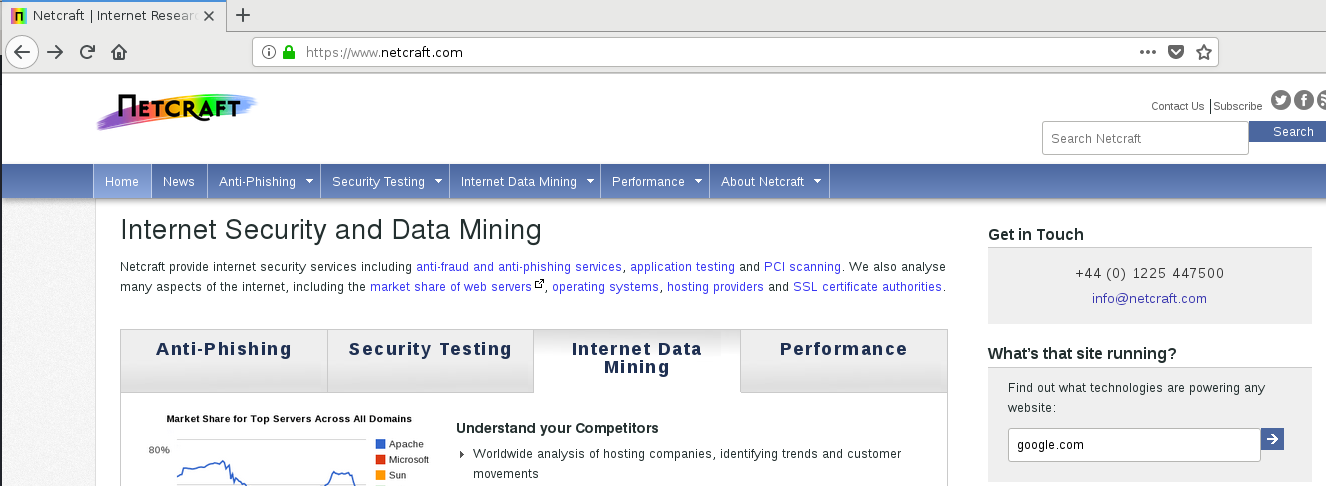 Netcraft | Internet Resear
https://www.netcraft.com
NETCRAFT
Contact Us | Subscribe
Search Netcraft
Search
Home News Anti-Phishing Security Testing Internet Data Mining Performance About Netcraft
Internet Security and Data Mining
Netcraft provide internet security services including anti-fraud and anti-phishing services, application testing and PCI scanning. We also analyse
many aspects of the internet, including the market share of web servers, operating systems, hosting providers and SSL certificate authorities.
Anti-Phishing
Security Testing
Internet Data
Mining
Performance
Market Share for Top Servers Across All Domains
80%
Apache
Microsoft
Sun
Understand your Competitors
Worldwide analysis of hosting companies, identifying trends and customer
movements
Get in Touch
+44 (0) 1225 447500
info@netcraft.com
What's that site running?
Find out what technologies are powering any
website:
google.com